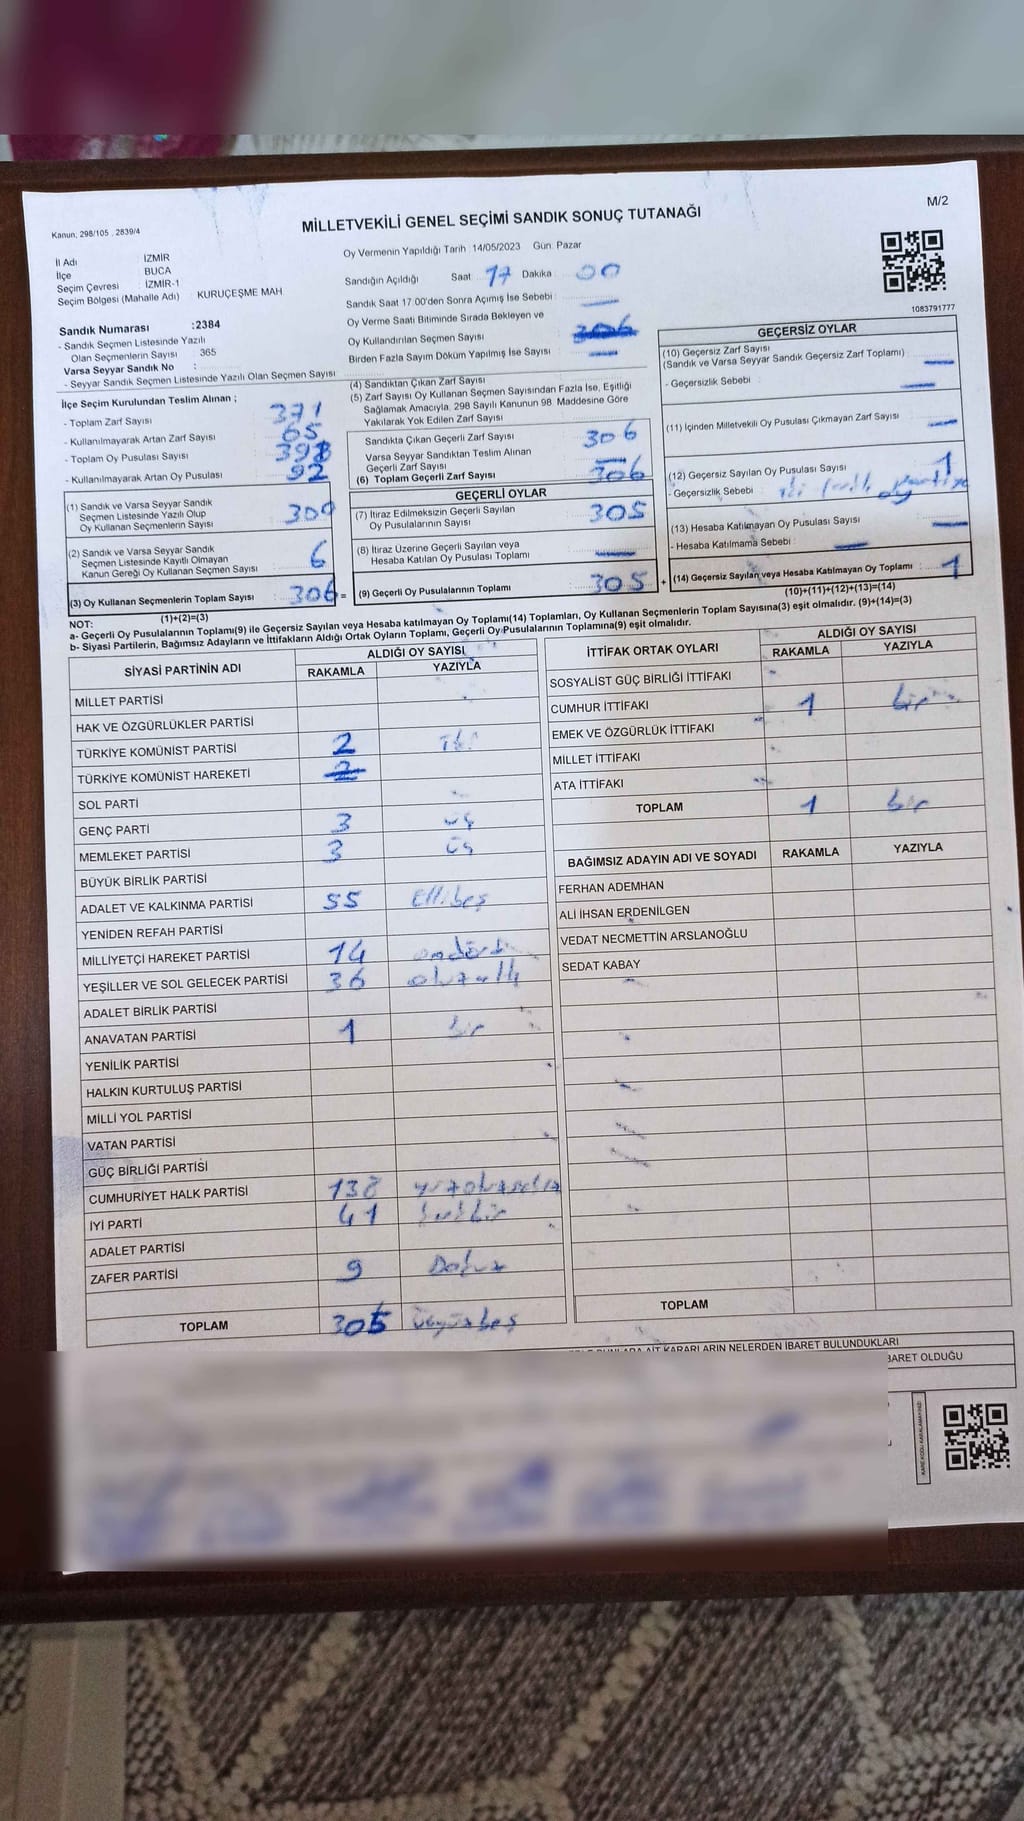 M/2
MİLLETVEKİLİ GENEL SEÇİMİ SANDIK SONUÇ TUTANAĞI
Kanun, 298/105 , 2839/4
İl Adı İZMİR
İlçe BUCA
Seçim Çevresi : İZMİR-1
Seçim Bölgesi (Mahalle Adı) KURUÇEŞME MAH
Sandık Numarası :2384
- Sandık Seçmen Listesinde Yazılı
Olan Seçmenlerin Sayısı : 365
Varsa Seyyar Sandık No :
- Seyyar Sandık Seçmen Listesinde Yazılı Olan Seçmen Sayısı :
Oy Vermenin Yapıldığı Tarih 14/05/2023 Gün: Pazar
Sandığın Açıldığı Saat 17 Dakika 00
Sandık Saat 17:00'den Sonra Açımış İse Sebebi : —
Oy Verme Saati Bitiminde Sırada Bekleyen ve
Oy Kullandırılan Seçmen Sayısı 306
Birden Fazla Sayım Döküm Yapılmış İse Sayısı —
1083791777
İlçe Seçim Kurulundan Teslim Alınan ;
- Toplam Zarf Sayısı 371
- Kullanılmayarak Artan Zarf Sayısı 65
- Toplam Oy Pusulası Sayısı
- Kullanılmayarak Artan Oy Pusulası 92
(1) Sandık ve Varsa Seyyar Sandık
Seçmen Listesinde Yazılı Olup
Oy Kullanan Seçmenlerin Sayısı 300
(2) Sandık ve Varsa Seyyar Sandık
Seçmen Listesinde Kayıtlı Olmayan
Kanun Gereği Oy Kullanan Seçmen Sayısı : 6
(3) Oy Kullanan Seçmenlerin Toplam Sayısı 306 =
(1)+(2)=(3)
(4) Sandıktan Çıkan Zarf Sayısı
(5) Zarf Sayısı Oy Kullanan Seçmen Sayısından Fazla İse, Eşitliği
Sağlamak Amacıyla, 298 Sayılı Kanunun 98. Maddesine Göre
Yakılarak Yok Edilen Zarf Sayısı
Sandıkta Çıkan Geçerli Zarf Sayısı 306
Varsa Seyyar Sandıktan Teslim Alınan
Geçerli Zarf Sayısı —
(6) Toplam Geçerli Zarf Sayısı 306
GEÇERLİ OYLAR
(7) İtiraz Edilmeksizin Geçerli Sayılan
Oy Pusulalarının Sayısı 305
(8) İtiraz Üzerine Geçerli Sayılan veya
Hesaba Katılan Oy Pusulası Toplamı —
(9) Geçerli Oy Pusulalarının Toplamı 305 +
GEÇERSİZ OYLAR
(10) Geçersiz Zarf Sayısı
(Sandık ve Varsa Seyyar Sandık Geçersiz Zarf Toplamı) —
- Geçersizlik Sebebi : —
(11) İçinden Milletvekili Oy Pusulası Çıkmayan Zarf Sayısı —
(12) Geçersiz Sayılan Oy Pusulası Sayısı 1
- Geçersizlik Sebebi :
(13) Hesaba Katılmayan Oy Pusulası Sayısı —
- Hesaba Katılmama Sebebi : —
(14) Geçersiz Sayılan veya Hesaba Katılmayan Oy Toplamı 1
(10)+(11)+(12)+(13)=(14)
NOT:
a- Geçerli Oy Pusulalarının Toplamı(9) ile Geçersiz Sayılan veya Hesaba katılmayan Oy Toplamı(14) Toplamları, Oy Kullanan Seçmenlerin Toplam Sayısına(3) eşit olmalıdır. (9)+(14)=(3)
b- Siyasi Partilerin, Bağımsız Adayların ve İttifakların Aldığı Ortak Oyların Toplamı, Geçerli Oy Pusulalarının Toplamına(9) eşit olmalıdır.
SİYASİ PARTİNİN ADI ALDIĞI OY SAYISI
RAKAMLA YAZIYLA
MİLLET PARTİSİ
HAK VE ÖZGÜRLÜKLER PARTİSİ
TÜRKİYE KOMÜNİST PARTİSİ 2 iki
TÜRKİYE KOMÜNİST HAREKETİ 2
SOL PARTİ
GENÇ PARTİ 3 üç
MEMLEKET PARTİSİ 3 üç
BÜYÜK BİRLİK PARTİSİ
ADALET VE KALKINMA PARTİSİ 55 Ellibeş
YENİDEN REFAH PARTİSİ
MİLLİYETÇİ HAREKET PARTİSİ 14 ondört
YEŞİLLER VE SOL GELECEK PARTİSİ 36 otuzaltı
ADALET BİRLİK PARTİSİ
ANAVATAN PARTİSİ 1 bir
YENİLİK PARTİSİ
HALKIN KURTULUŞ PARTİSİ
MİLLİ YOL PARTİSİ
VATAN PARTİSİ
GÜÇ BİRLİĞİ PARTİSİ
CUMHURİYET HALK PARTİSİ 138 yüzotuzsekiz
İYİ PARTİ 41 kırkbir
ADALET PARTİSİ
ZAFER PARTİSİ 9 Dokuz
TOPLAM 305 üçyüzbeş
İTTİFAK ORTAK OYLARI ALDIĞI OY SAYISI
RAKAMLA YAZIYLA
SOSYALİST GÜÇ BİRLİĞİ İTTİFAKI
CUMHUR İTTİFAKI 1 bir
EMEK VE ÖZGÜRLÜK İTTİFAKI
MİLLET İTTİFAKI
ATA İTTİFAKI
TOPLAM 1 bir
BAĞIMSIZ ADAYIN ADI VE SOYADI RAKAMLA YAZIYLA
FERHAN ADEMHAN
ALİ İHSAN ERDENİLGEN
VEDAT NECMETTİN ARSLANOĞLU
SEDAT KABAY
TOPLAM
AİT KARARLARIN NELERDEN İBARET BULUNDUKLARI
BARET OLDUĞU